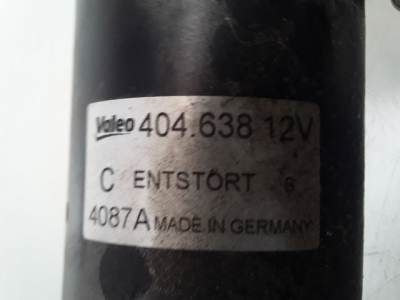 Valeo 404.638 12V
C ENTSTÖRT 6
4087A MADE IN GERMANY